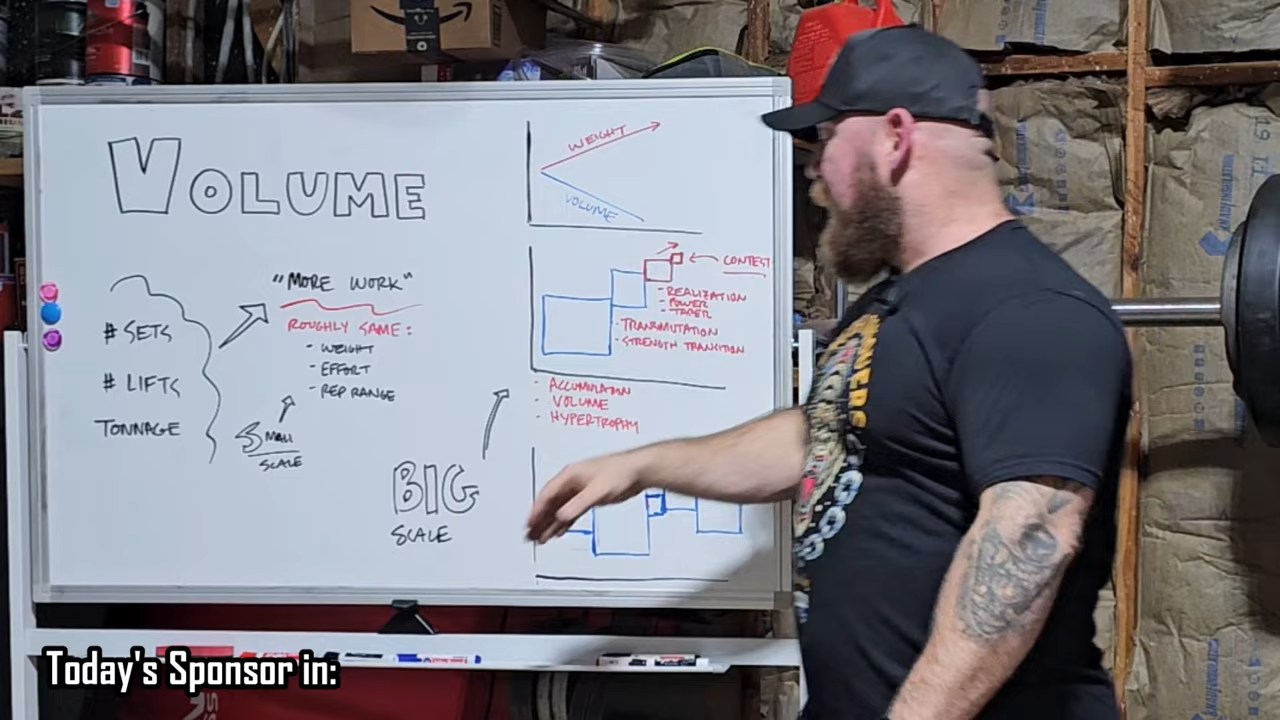 VOLUME
# SETS
# LIFTS
TONNAGE
"MORE WORK"
ROUGHLY SAME:
- WEIGHT
- EFFORT
- REP RANGE
SMALL
SCALE
BIG
SCALE
WEIGHT
VOLUME
CONTEST
- REALIZATION
- POWER
- TAPER
- TRANSMUTATION
- STRENGTH TRANSITION
- ACCUMULATION
- VOLUME
- HYPERTROPHY
Today's Sponsor in: